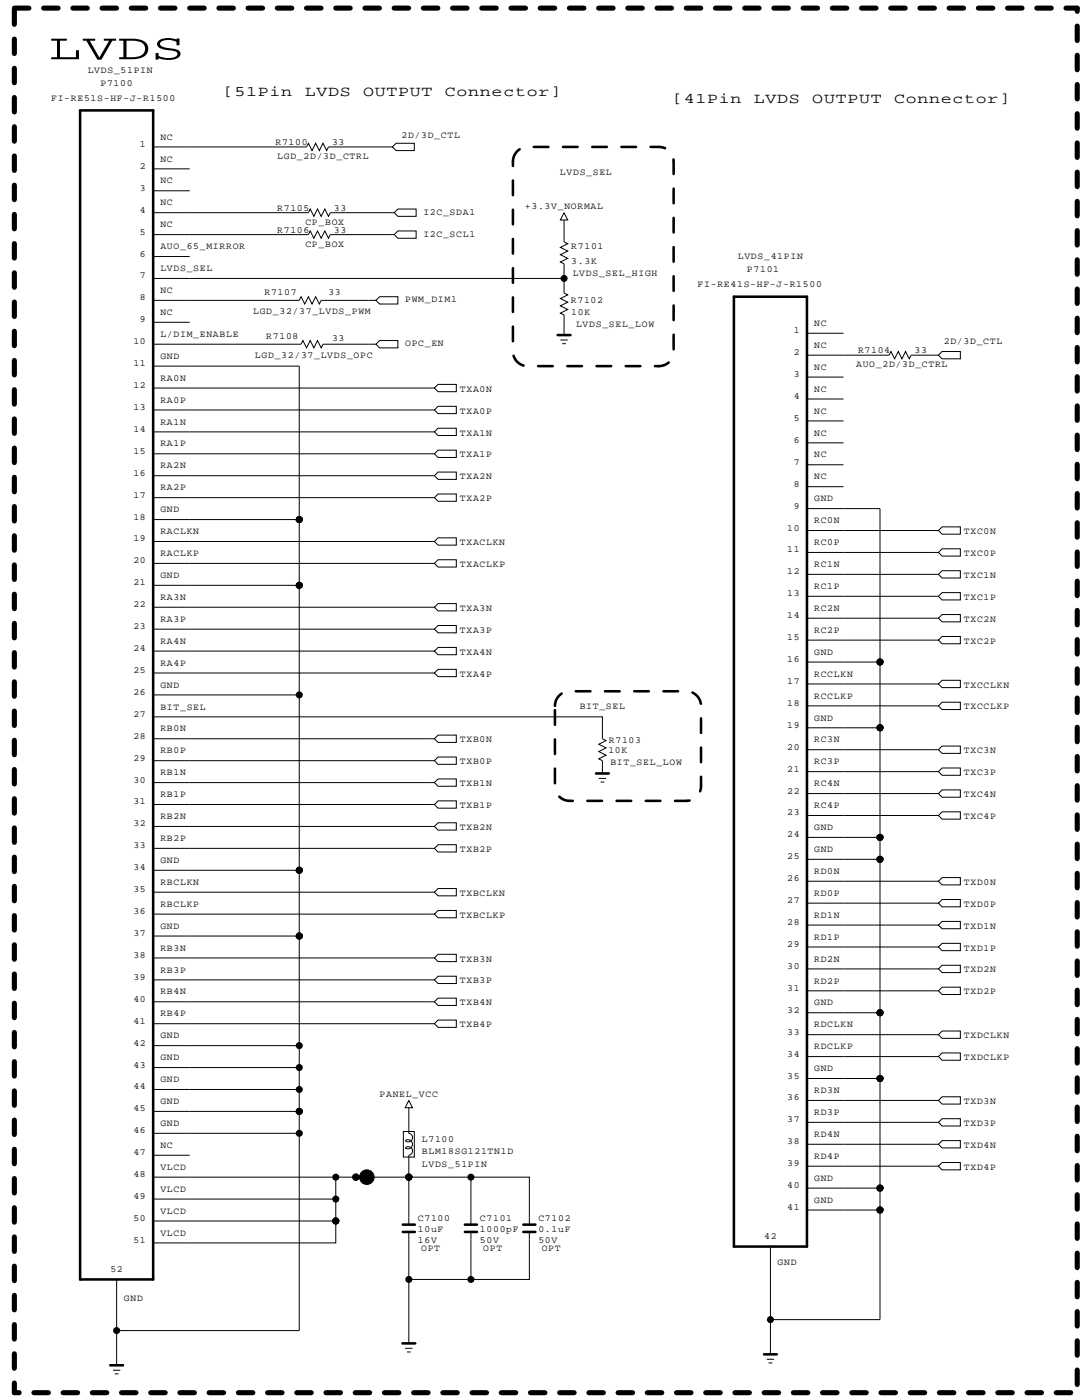 LVDS
LVDS_51PIN
P7100
FI-RE51S-HF-J-R1500
[51Pin LVDS OUTPUT Connector]
[41Pin LVDS OUTPUT Connector]
1 NC R7100 33 2D/3D_CTL
LGD_2D/3D_CTRL
2 NC
3 NC
4 NC R7105 33 I2C_SDA1
CP_BOX
5 NC R7106 33 I2C_SCL1
CP_BOX
6 AUO_65_MIRROR
7 LVDS_SEL
8 NC R7107 33 PWM_DIM1
LGD_32/37_LVDS_PWM
9 NC
10 L/DIM_ENABLE R7108 33 OPC_EN
LGD_32/37_LVDS_OPC
11 GND
12 RA0N TXA0N
13 RA0P TXA0P
14 RA1N TXA1N
15 RA1P TXA1P
16 RA2N TXA2N
17 RA2P TXA2P
18 GND
19 RACLKN TXACLKN
20 RACLKP TXACLKP
21 GND
22 RA3N TXA3N
23 RA3P TXA3P
24 RA4N TXA4N
25 RA4P TXA4P
26 GND
27 BIT_SEL
28 RB0N TXB0N
29 RB0P TXB0P
30 RB1N TXB1N
31 RB1P TXB1P
32 RB2N TXB2N
33 RB2P TXB2P
34 GND
35 RBCLKN TXBCLKN
36 RBCLKP TXBCLKP
37 GND
38 RB3N TXB3N
39 RB3P TXB3P
40 RB4N TXB4N
41 RB4P TXB4P
42 GND
43 GND
44 GND
45 GND
46 GND
47 NC
48 VLCD
49 VLCD
50 VLCD
51 VLCD
52
GND
LVDS_SEL
+3.3V_NORMAL
R7101
3.3K
LVDS_SEL_HIGH
R7102
10K
LVDS_SEL_LOW
BIT_SEL
R7103
10K
BIT_SEL_LOW
PANEL_VCC
L7100
BLM18SG121TN1D
LVDS_51PIN
C7100
10uF
16V
OPT
C7101
1000pF
50V
OPT
C7102
0.1uF
50V
OPT
LVDS_41PIN
P7101
FI-RE41S-HF-J-R1500
1 NC
2 NC R7104 33 2D/3D_CTL
AUO_2D/3D_CTRL
3 NC
4 NC
5 NC
6 NC
7 NC
8 NC
9 GND
10 RC0N TXC0N
11 RC0P TXC0P
12 RC1N TXC1N
13 RC1P TXC1P
14 RC2N TXC2N
15 RC2P TXC2P
16 GND
17 RCCLKN TXCCLKN
18 RCCLKP TXCCLKP
19 GND
20 RC3N TXC3N
21 RC3P TXC3P
22 RC4N TXC4N
23 RC4P TXC4P
24 GND
25 GND
26 RD0N TXD0N
27 RD0P TXD0P
28 RD1N TXD1N
29 RD1P TXD1P
30 RD2N TXD2N
31 RD2P TXD2P
32 GND
33 RDCLKN TXDCLKN
34 RDCLKP TXDCLKP
35 GND
36 RD3N TXD3N
37 RD3P TXD3P
38 RD4N TXD4N
39 RD4P TXD4P
40 GND
41 GND
42
GND